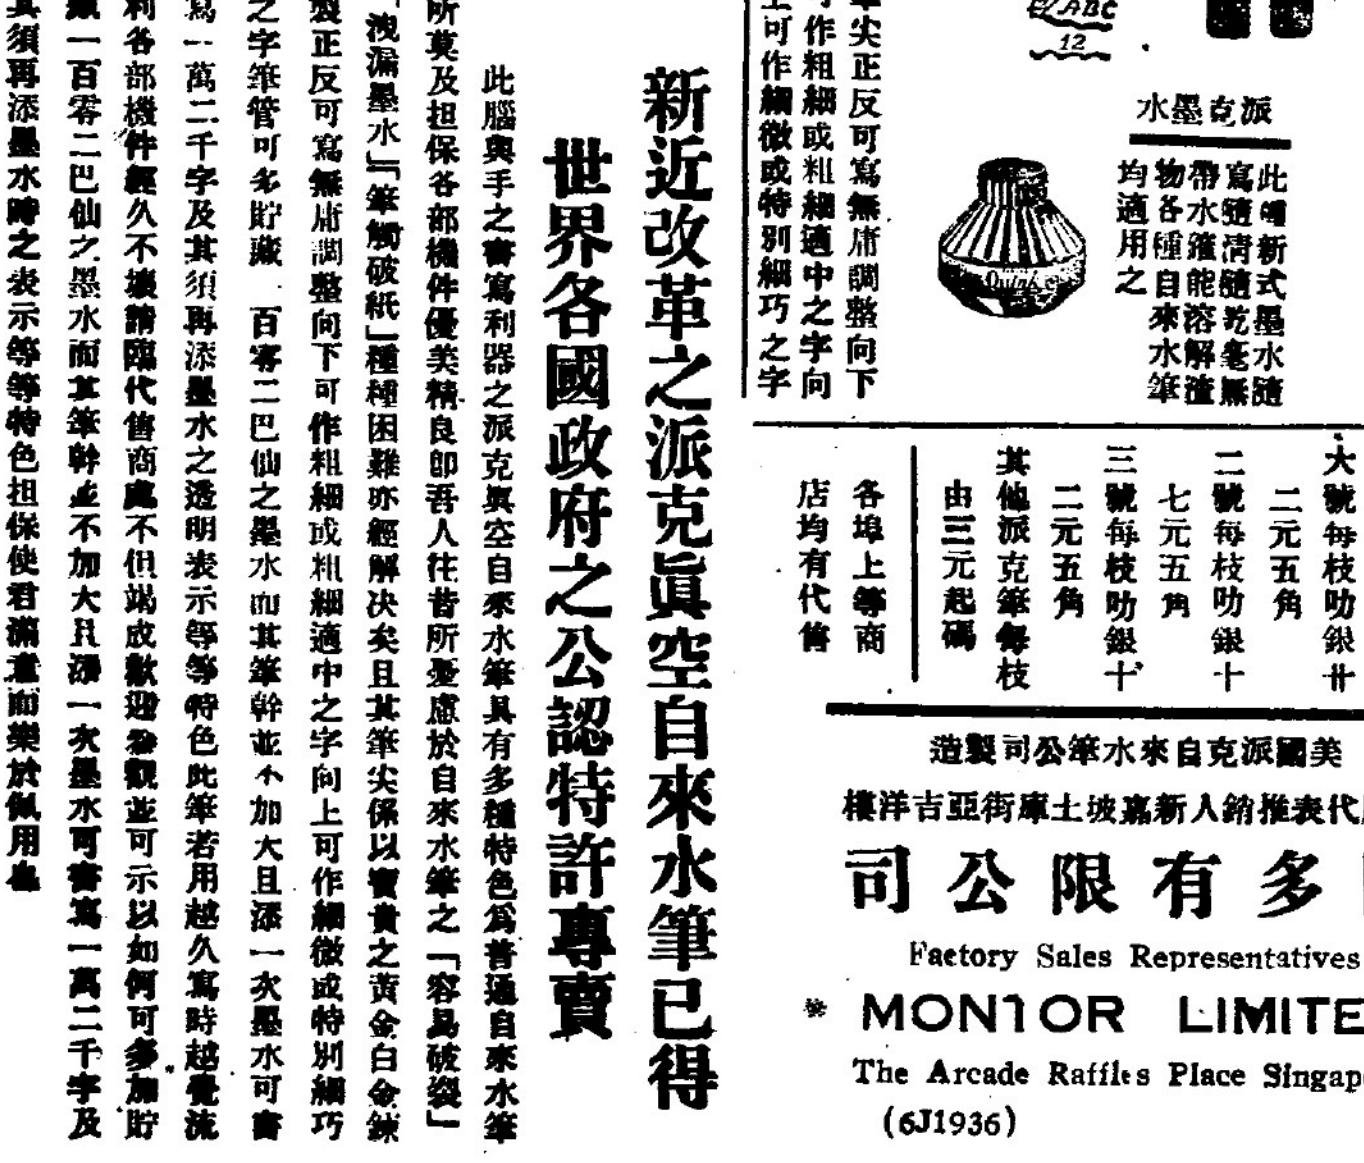 ABC
12
筆尖正反可寫無庸調整向下
可作粗細或粗細適中之字向
上可作細微或特別細巧之字
水墨克派
此種新式墨水隨
寫隨清隨乾毫無
帶水確能溶解渣
物各種自來水筆
均適用之
Quink
大號每枝叻銀廿
二元五角
二號每枝叻銀十
七元五角
三號每枝叻銀十
二元五角
其他派克筆每枝
由三元起碼
各埠上等商
店均有代售
造製司公筆水來自克派國美
樓洋吉亞街庫土坡嘉新人銷推表代
司公限有多
Factory Sales Representatives
MONTOR LIMITE
The Arcade Raffles Place Singap
(6J1936)
新近改革之派克眞空自來水筆已得
世界各國政府之公認特許專賣
此腦與手之書寫利器之派克眞空自來水筆具有多種特色爲普通自來水筆
所莫及担保各部機件優美精良即吾人往昔所憂慮於自來水筆之「容易破裂」
「洩漏墨水」「筆觸破紙」種種困難亦經解决矣且其筆尖係以寶貴之黃金白金鍊
製正反可寫無庸調整向下可作粗細或粗細適中之字向上可作細微或特別細巧
之字筆管可多貯藏一百零二巴仙之墨水而其筆幹並不加大且添一次墨水可書
寫一萬二千字及其須再添墨水之透明表示等等特色此筆若用越久寫時越覺流
利各部機件經久不壞請臨代售商處不但竭成歡迎參觀並可示以如何可多加貯
藏一百零二巴仙之墨水而其筆幹並不加大且添一次墨水可書寫一萬二千字及
其須再添墨水時之表示等等特色担保使君滿意而樂於佩用也